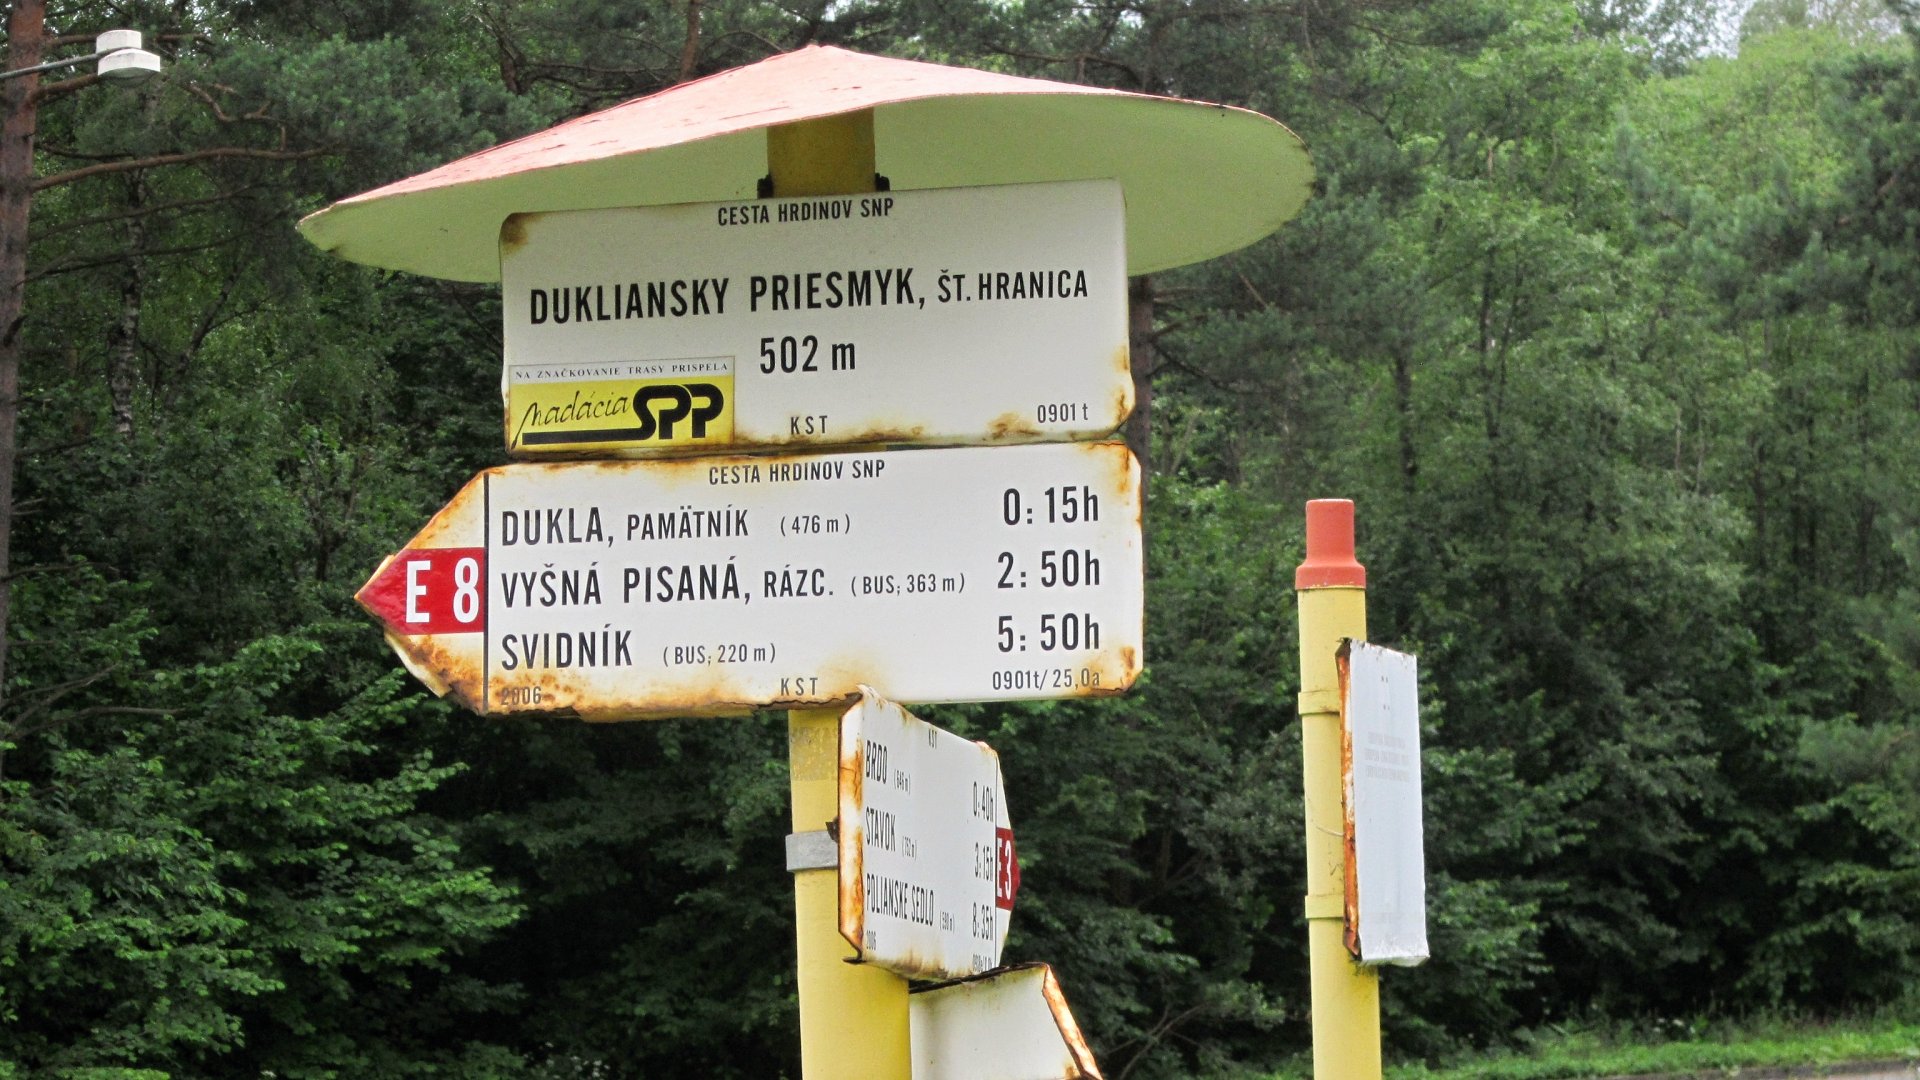 CESTA HRDINOV SNP
DUKLIANSKY PRIESMYK, ŠT. HRANICA
502 m
NA ZNAČKOVANIE TRASY PRISPELA
Nadácia SPP
KST 0901 t
CESTA HRDINOV SNP
DUKLA, PAMÄTNÍK (476 m) 0:15h
E 8 VYŠNÁ PISANÁ, RÁZC. (BUS; 363 m) 2:50h
SVIDNÍK (BUS; 220 m) 5:50h
2006 KST 0901t/25,0a
KST
BRDO 0:40h
STAVOK 3:15h
E3
POLIANSKE SEDLO 8:35h
2006